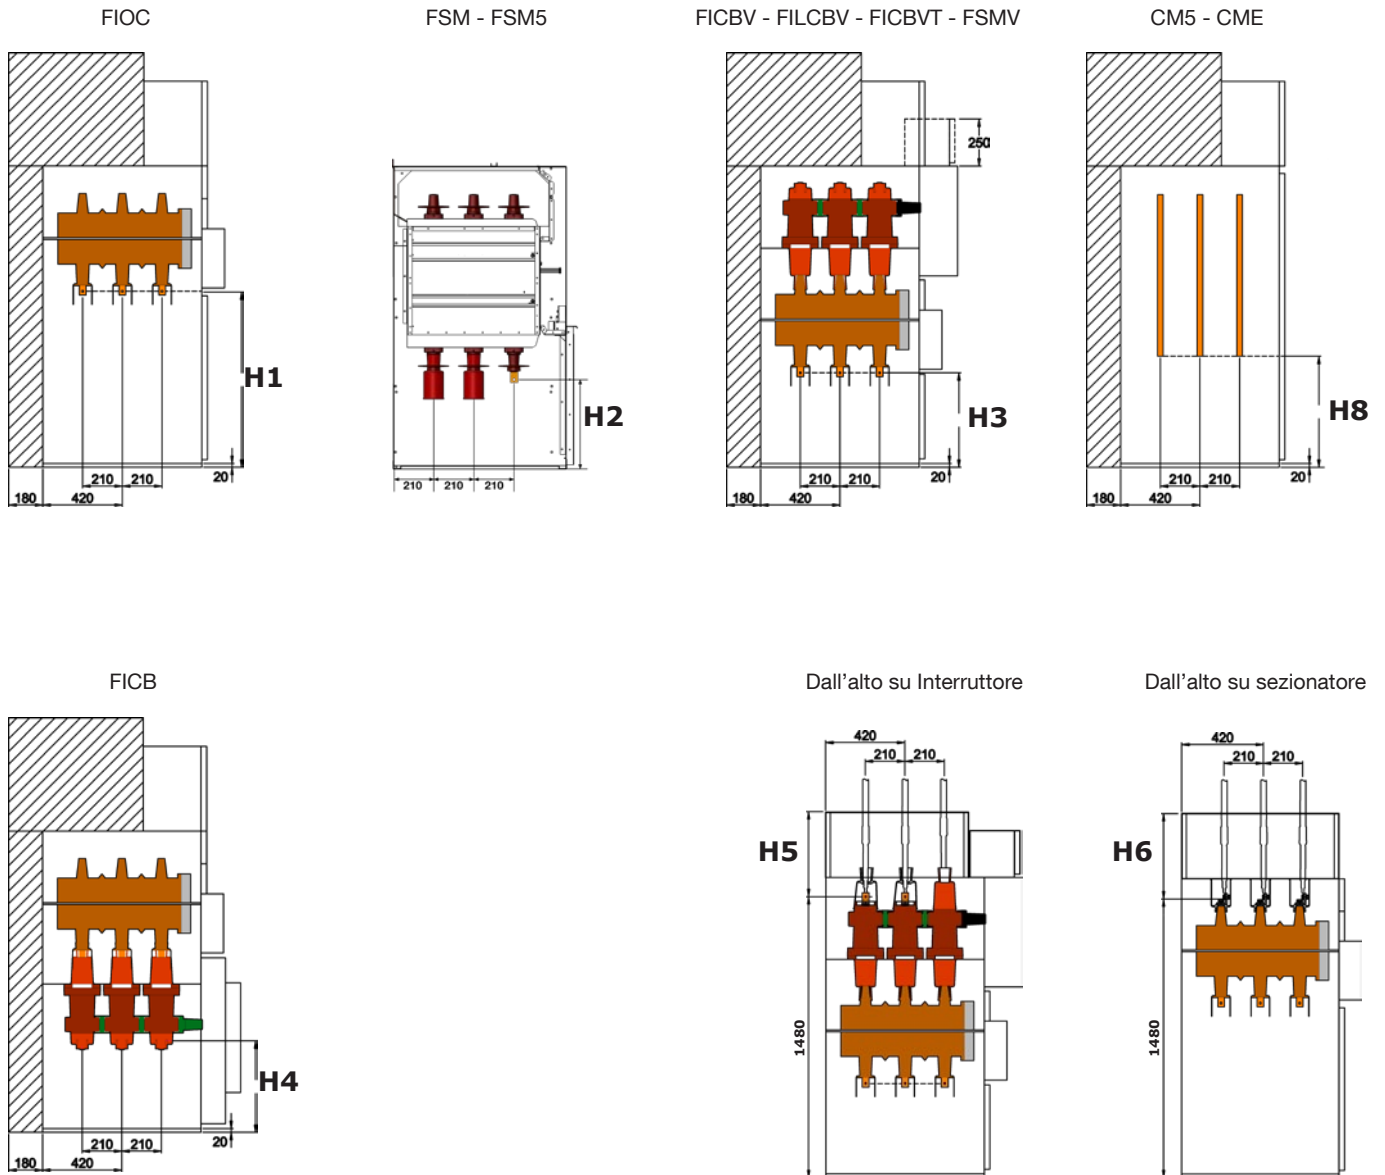 FIOC
FSM - FSM5
FICBV - FILCBV - FICBVT - FSMV
CM5 - CME
250
H1
H2
H3
H8
210 210
20
180 420
210 210 210
210 210
20
180 420
210 210
20
180 420
FICB
Dall'alto su Interruttore
Dall'alto su sezionatore
420
210 210
420
210 210
H5
H6
1480
1480
H4
210 210
20
180 420